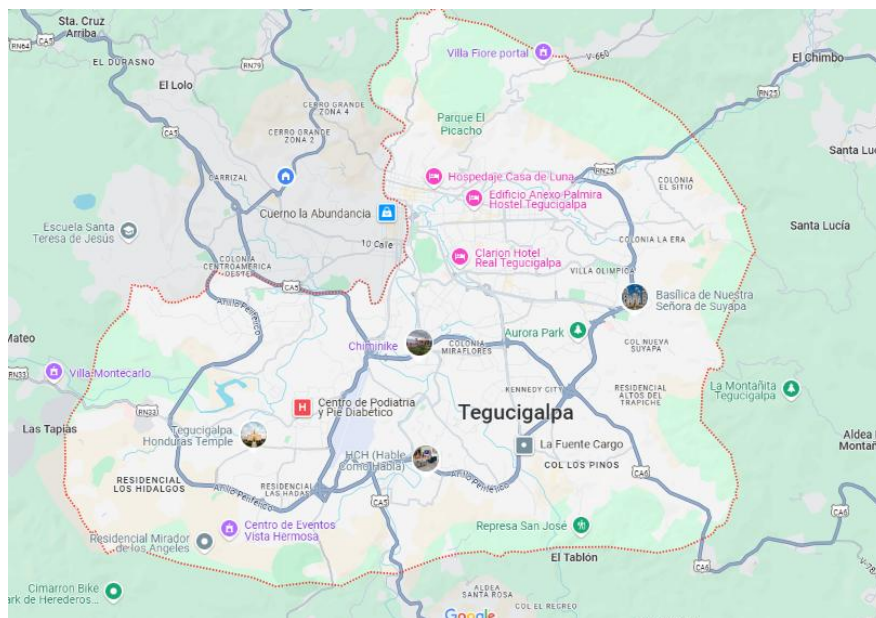 Sta. Cruz
Arriba
RN64
CA5
EL DURASNO
El Lolo
RN79
Villa Fiore portal
V-660
El Chimbo
RN25
CERRO GRANDE
ZONA 4
CERRO GRANDE
ZONA 2
Parque El
Picacho
CA5
Santa Lucía
CARRIZAL
Hospedaje Casa de Luna
RN25
COLONIA
EL SITIO
Edificio Anexo Palmira
Hostel Tegucigalpa
Cuerno la Abundancia
Escuela Santa
Teresa de Jesús
10 Calle
COLONIA LA ERA
Santa Lucía
COLONIA
CENTROAMERICA
OESTE
Clarion Hotel
Real Tegucigalpa
VILLA OLIMPICA
CA5
Anillo Periférico
Basílica de Nuestra
Señora de Suyapa
Aurora Park
Mateo
Chiminike
COLONIA
MIRAFLORES
COL NUEVA
SUYAPA
RN33
Villa Montecarlo
KENNEDY CITY
RESIDENCIAL
ALTOS DEL
TRAPICHE
La Montañita
Tegucigalpa
Centro de Podiatria
y Pie Diabetico
RN33
Tegucigalpa
Las Tapias
Tegucigalpa
Honduras Temple
La Fuente Cargo
Aldea
Montañ
HCH (Hable
Como Habla)
COL LOS PINOS
CA6
Anillo Periférico
RESIDENCIAL
LOS HIDALGOS
Anillo Periférico
RESIDENCIAL
LAS HADAS
CA5
CA6
Centro de Eventos
Vista Hermosa
Represa San José
Residencial Mirador
de los Angeles
El Tablón
CA6
Cimarron Bike
Park de Herederos...
ALDEA
SANTA ROSA
COL EL RECREO
Google